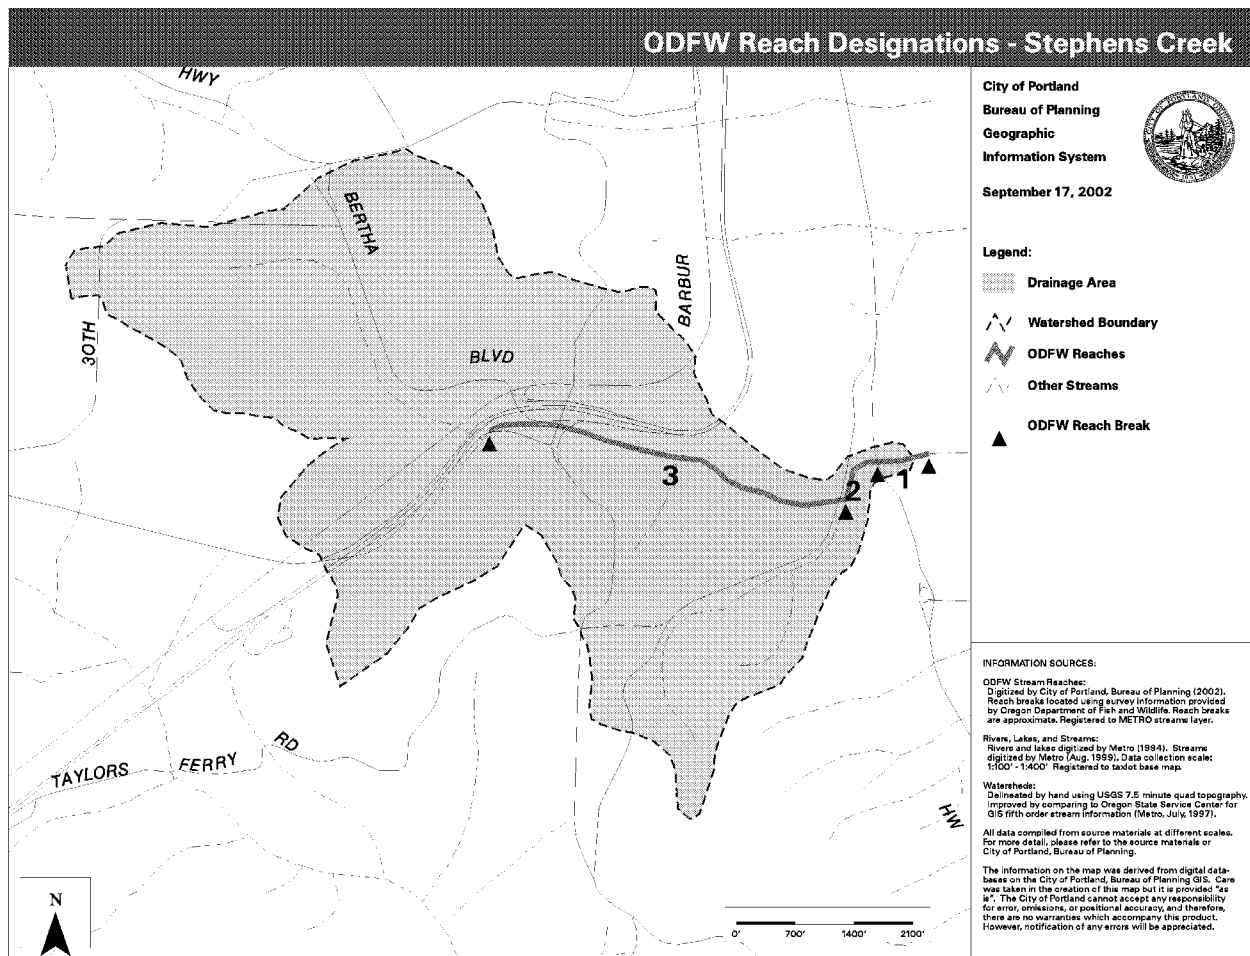 ODFW Reach Designations - Stephens Creek
City of Portland
Bureau of Planning
Geographic
Information System
September 17, 2002
Legend:
Drainage Area
Watershed Boundary
ODFW Reaches
Other Streams
ODFW Reach Break
HWY
BERTHA
BARBUR
30TH
BLVD
3
2
1
RD
TAYLORS
FERRY
HW
N
0'
700'
1400'
2100'
INFORMATION SOURCES:
ODFW Stream Reaches:
Digitized by City of Portland, Bureau of Planning (2002).
Reach breaks located using survey information provided
by Oregon Department of Fish and Wildlife. Reach breaks
are approximate. Registered to METRO streams layer.
Rivers, Lakes, and Streams:
Rivers and lakes digitized by Metro (1994). Streams
digitized by Metro (Aug. 1999). Data collection scale:
1:100' - 1:400' Registered to taxlot base map.
Watersheds:
Delineated by hand using USGS 7.5 minute quad topography.
Improved by comparing to Oregon State Service Center for
GIS fifth order stream information (Metro, July, 1997).
All data compiled from source materials at different scales.
For more detail, please refer to the source materials or
City of Portland, Bureau of Planning.
The information on the map was derived from digital data-
bases on the City of Portland, Bureau of Planning GIS. Care
was taken in the creation of this map but it is provided "as
is". The City of Portland cannot accept any responsibility
for error, omissions, or positional accuracy, and therefore,
there are no warranties which accompany this product.
However, notification of any errors will be appreciated.